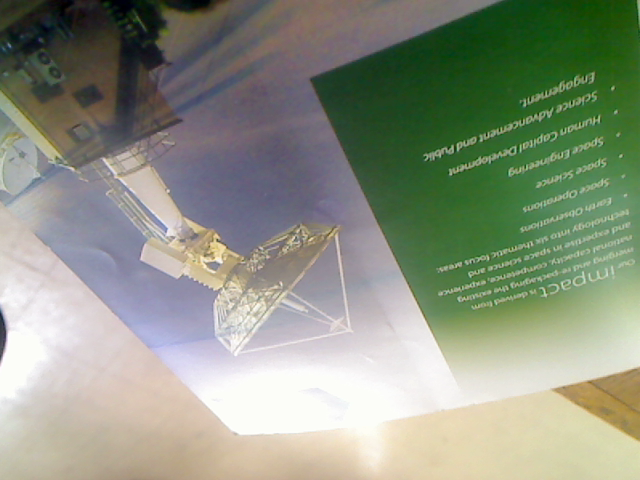 Our impact is derived from
merging and re-packaging the existing
national capacity, competence, experience
and expertise in space science and
technology into six thematic focus areas:
• Earth Observations
• Space Operations
• Space Science
• Space Engineering
• Human Capital Development
• Science Advancement and Public
Engagement.